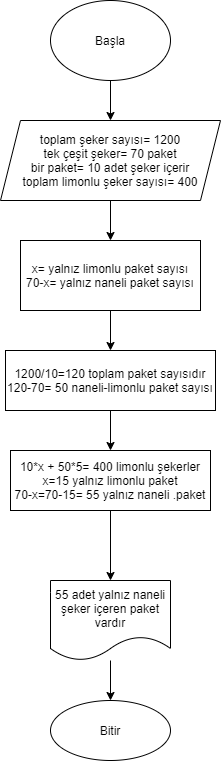 Başla
toplam şeker sayısı= 1200
tek çeşit şeker= 70 paket
bir paket= 10 adet şeker içerir
toplam limonlu şeker sayısı= 400
x= yalnız limonlu paket sayısı
70-x= yalnız naneli paket sayısı
1200/10=120 toplam paket sayısıdır
120-70= 50 naneli-limonlu paket sayısı
10*x + 50*5= 400 limonlu şekerler
x=15 yalnız limonlu paket
70-x=70-15= 55 yalnız naneli .paket
55 adet yalnız naneli
şeker içeren paket
vardır
Bitir